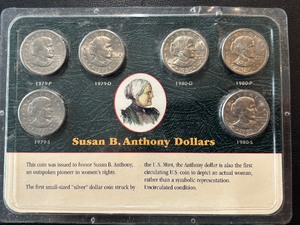 1979-P
1979-D
1980-D
1980-P
1979-S
1980-S
Susan B. Anthony Dollars
This coin was issued to honor Susan B. Anthony,
an outspoken pioneer in women's rights.
The first small-sized "silver" dollar coin struck by
the U.S. Mint, the Anthony dollar is also the first
circulating U.S. coin to depict an actual woman,
rather than a symbolic representation.
Uncirculated condition.